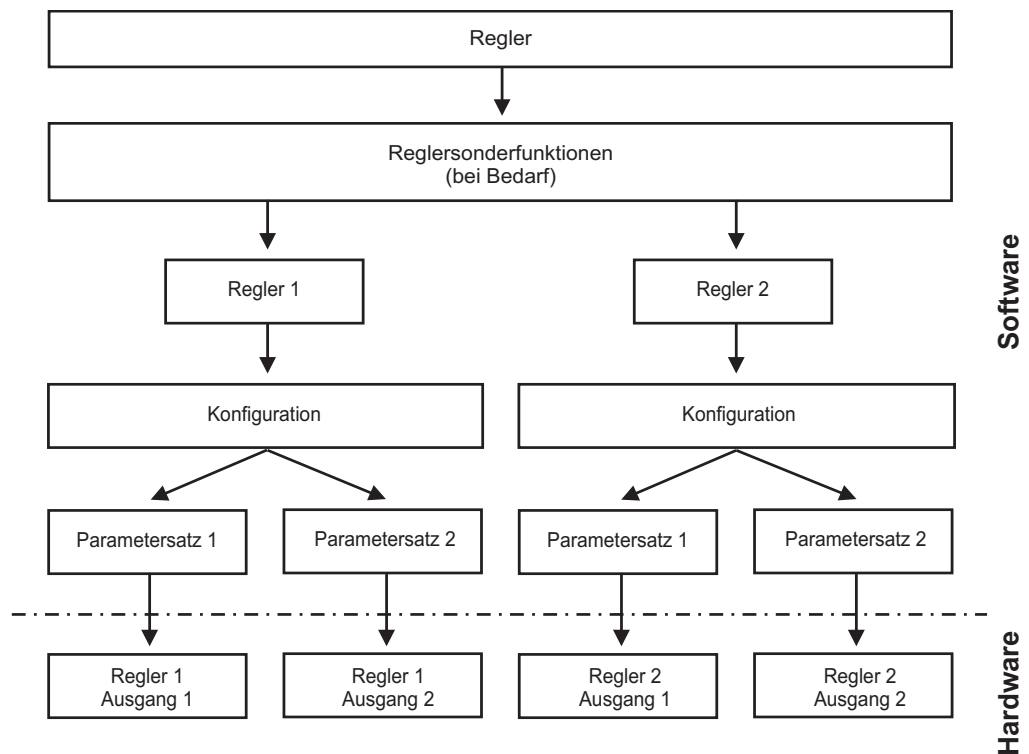 Regler
Reglersonderfunktionen
(bei Bedarf)
Regler 1
Regler 2
Software
Konfiguration
Konfiguration
Parametersatz 1
Parametersatz 2
Parametersatz 1
Parametersatz 2
Regler 1
Ausgang 1
Regler 1
Ausgang 2
Regler 2
Ausgang 1
Regler 2
Ausgang 2
Hardware